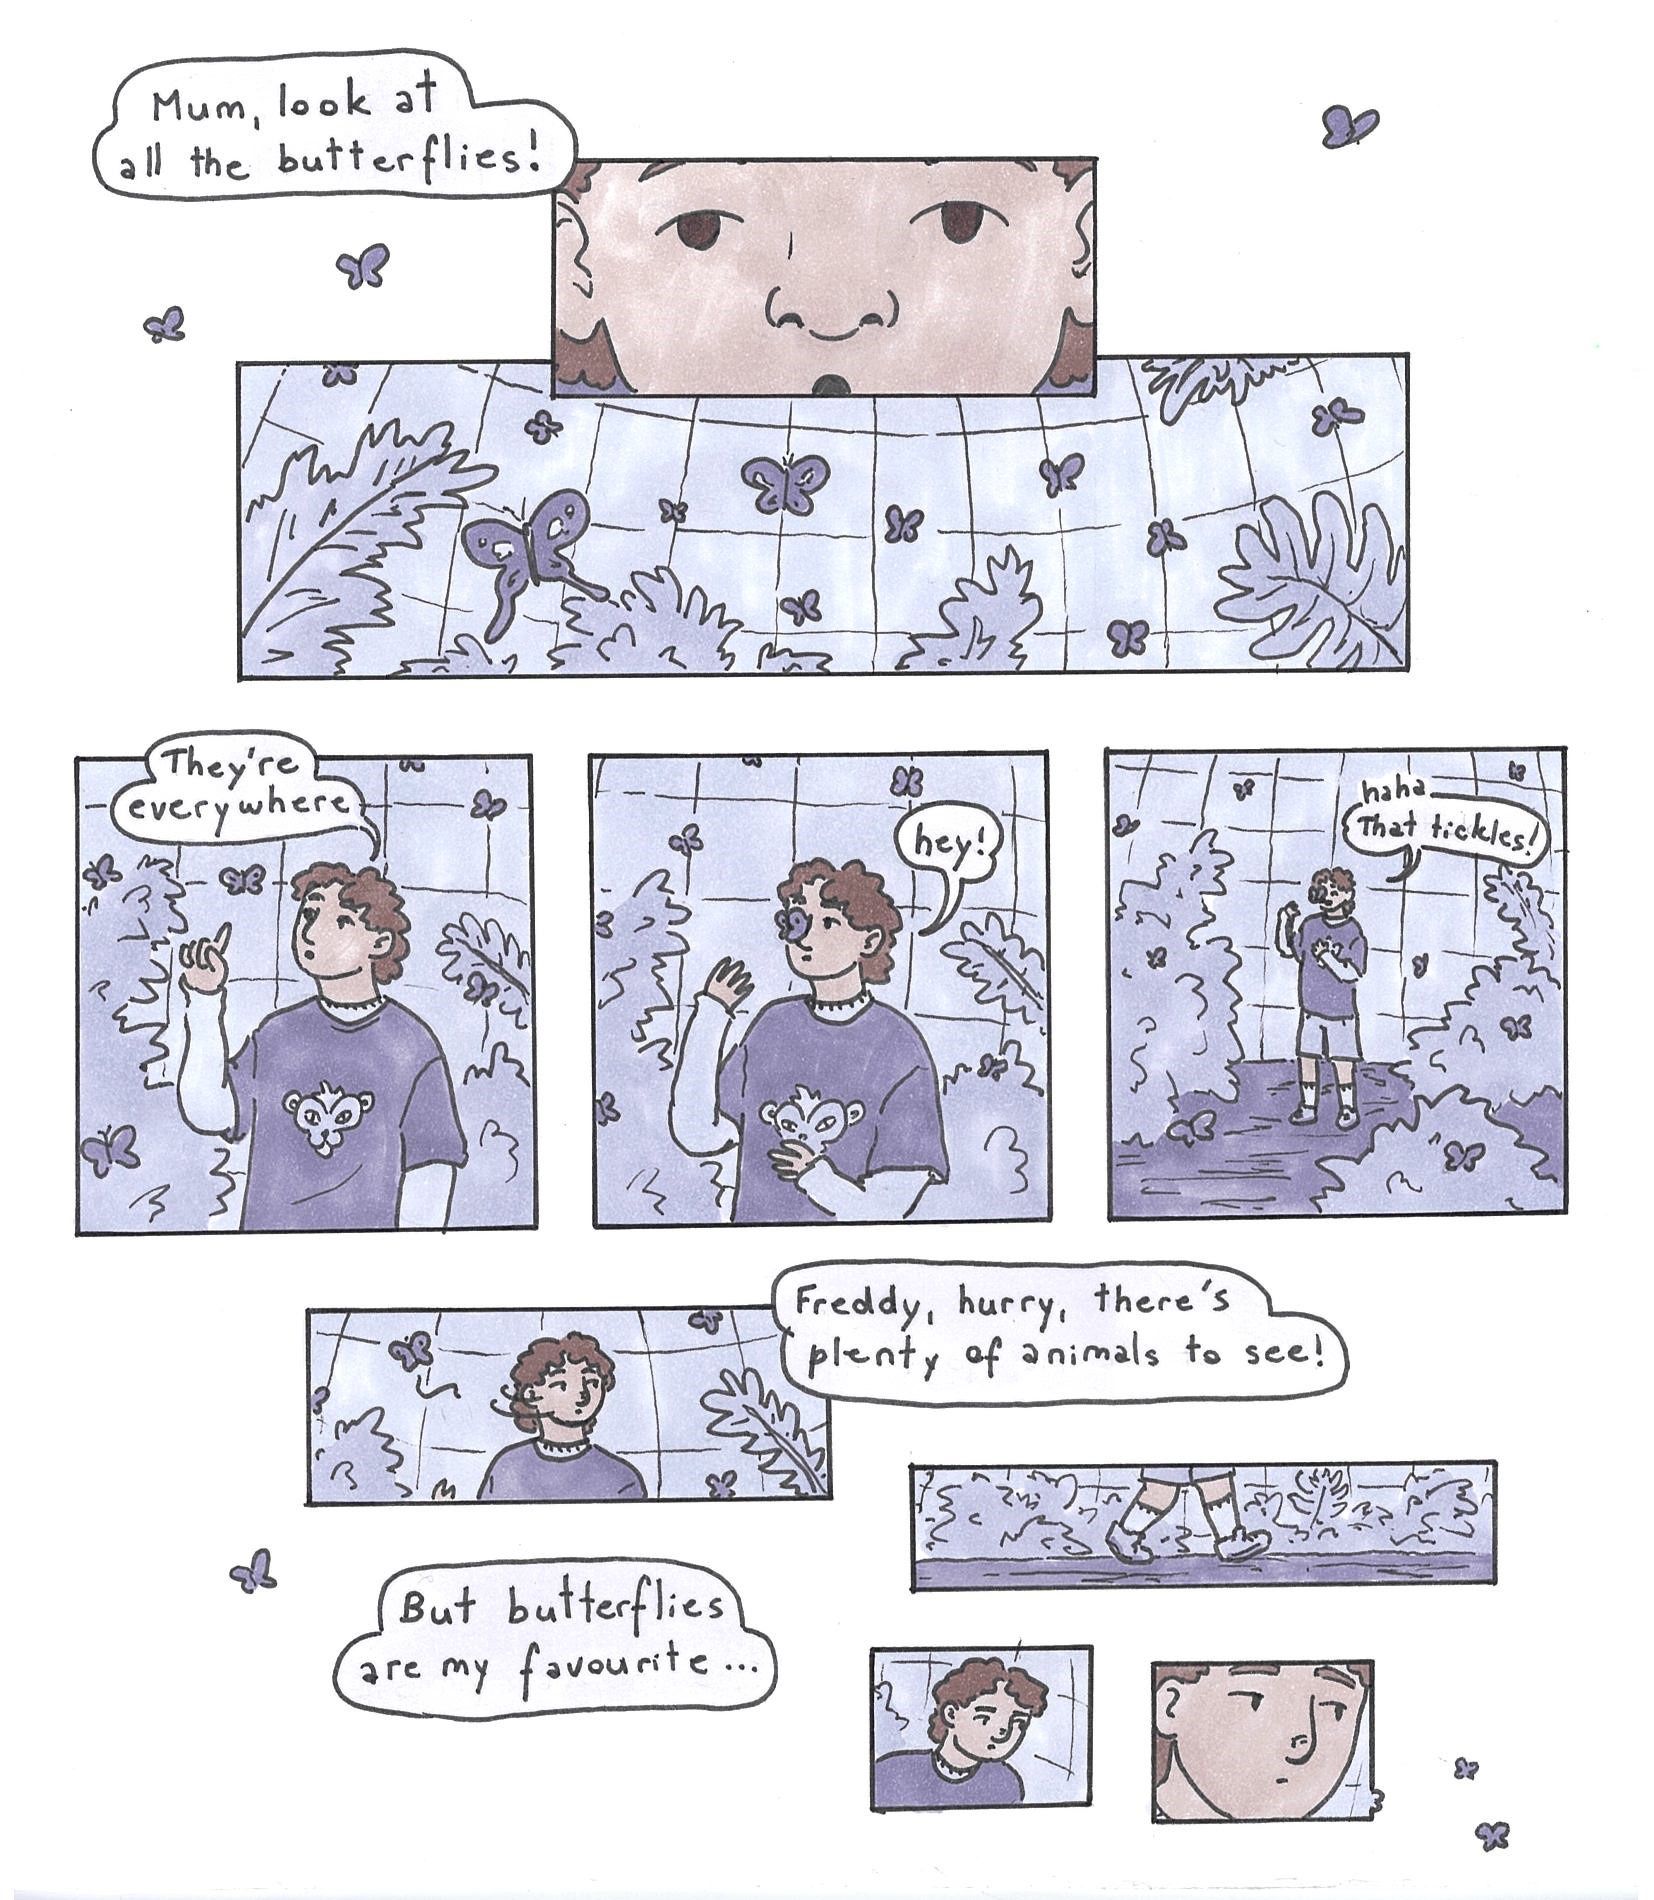 Mum, look at
all the butterflies!
They're
everywhere
hey!
haha
That tickles!
Freddy, hurry, there's
plenty of animals to see!
But butterflies
are my favourite...